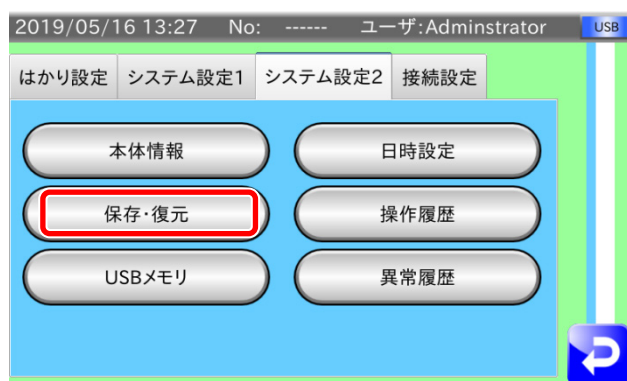 2019/05/16 13:27 No: ------ ユーザ:Adminstrator USB
はかり設定 システム設定1 システム設定2 接続設定
本体情報 日時設定
保存・復元 操作履歴
USBメモリ 異常履歴